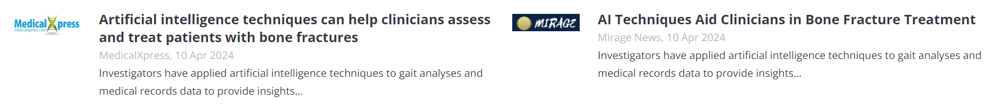 Medical Xpress
medicalxpress.com
Artificial intelligence techniques can help clinicians assess
and treat patients with bone fractures
MedicalXpress, 10 Apr 2024
Investigators have applied artificial intelligence techniques to gait analyses and
medical records data to provide insights...
MIRAGE
AI Techniques Aid Clinicians in Bone Fracture Treatment
Mirage News, 10 Apr 2024
Investigators have applied artificial intelligence techniques to gait analyses and
medical records data to provide insights...